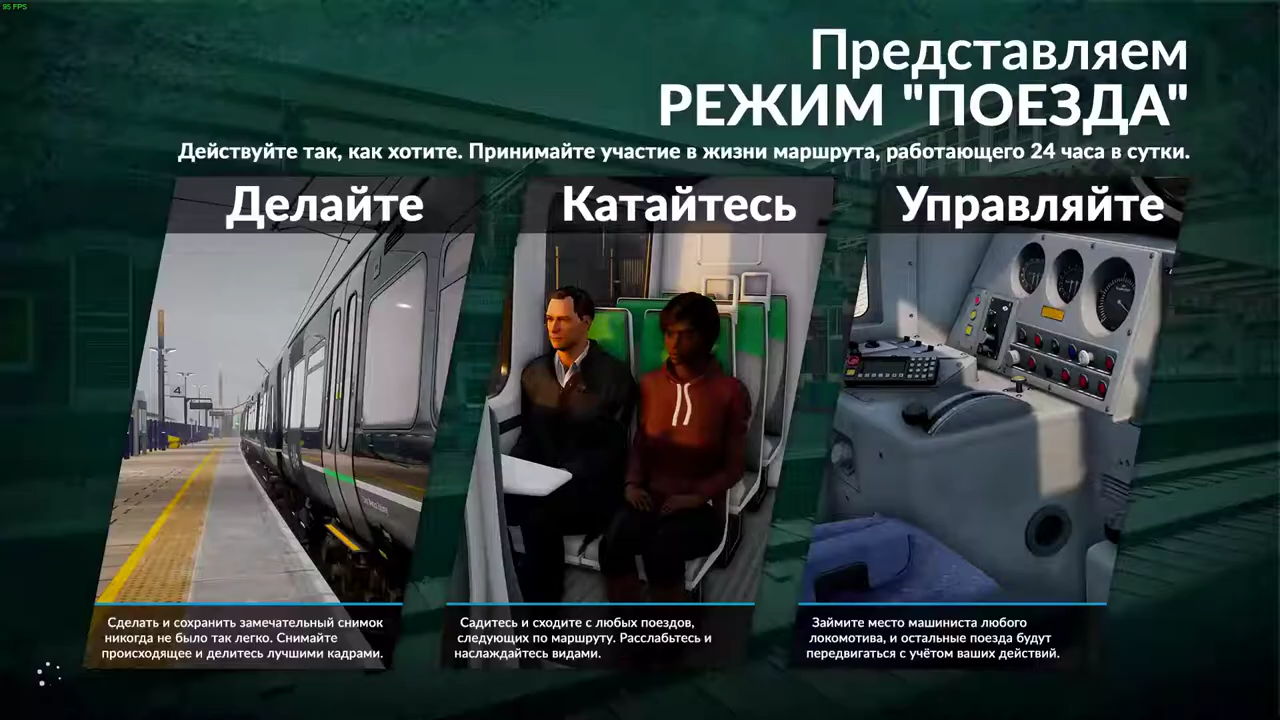 95 FPS
Представляем
РЕЖИМ "ПОЕЗДА"
Действуйте так, как хотите. Принимайте участие в жизни маршрута, работающего 24 часа в сутки.
Делайте
Катайтесь
Управляйте
4
Сделать и сохранить замечательный снимок
никогда не было так легко. Снимайте
происходящее и делитесь лучшими кадрами.
Садитесь и сходите с любых поездов,
следующих по маршруту. Расслабьтесь и
наслаждайтесь видами.
Займите место машиниста любого
локомотива, и остальные поезда будут
передвигаться с учётом ваших действий.